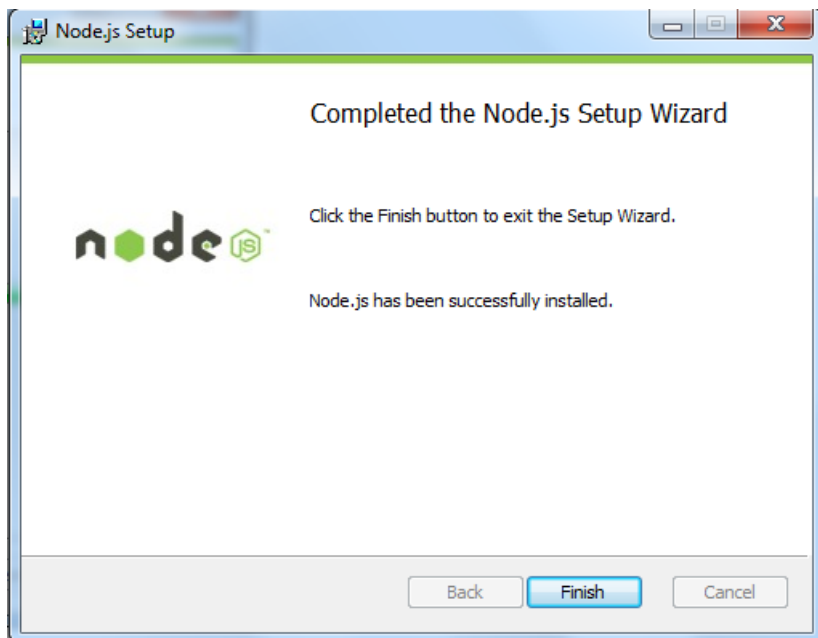 Node.js Setup
Completed the Node.js Setup Wizard
Click the Finish button to exit the Setup Wizard.
node JS™
Node.js has been successfully installed.
Back Finish Cancel